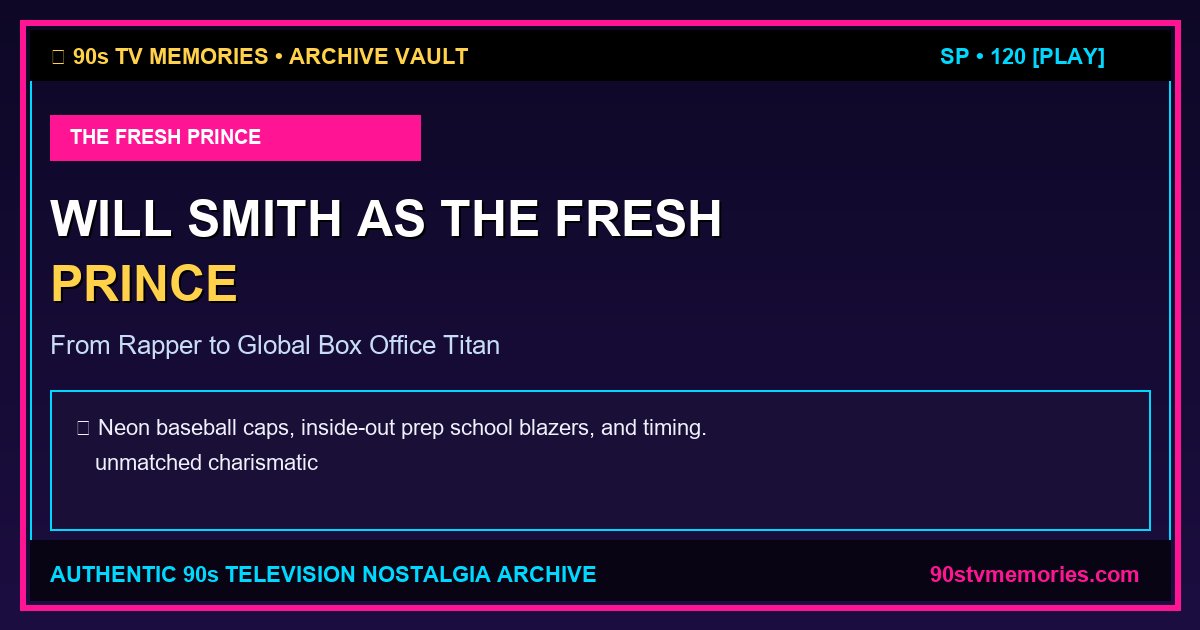 90s TV MEMORIES • ARCHIVE VAULT
SP • 120 [PLAY]
THE FRESH PRINCE
WILL SMITH AS THE FRESH
PRINCE
From Rapper to Global Box Office Titan
Neon baseball caps, inside-out prep school blazers, and timing.
unmatched charismatic
AUTHENTIC 90s TELEVISION NOSTALGIA ARCHIVE
90stvmemories.com